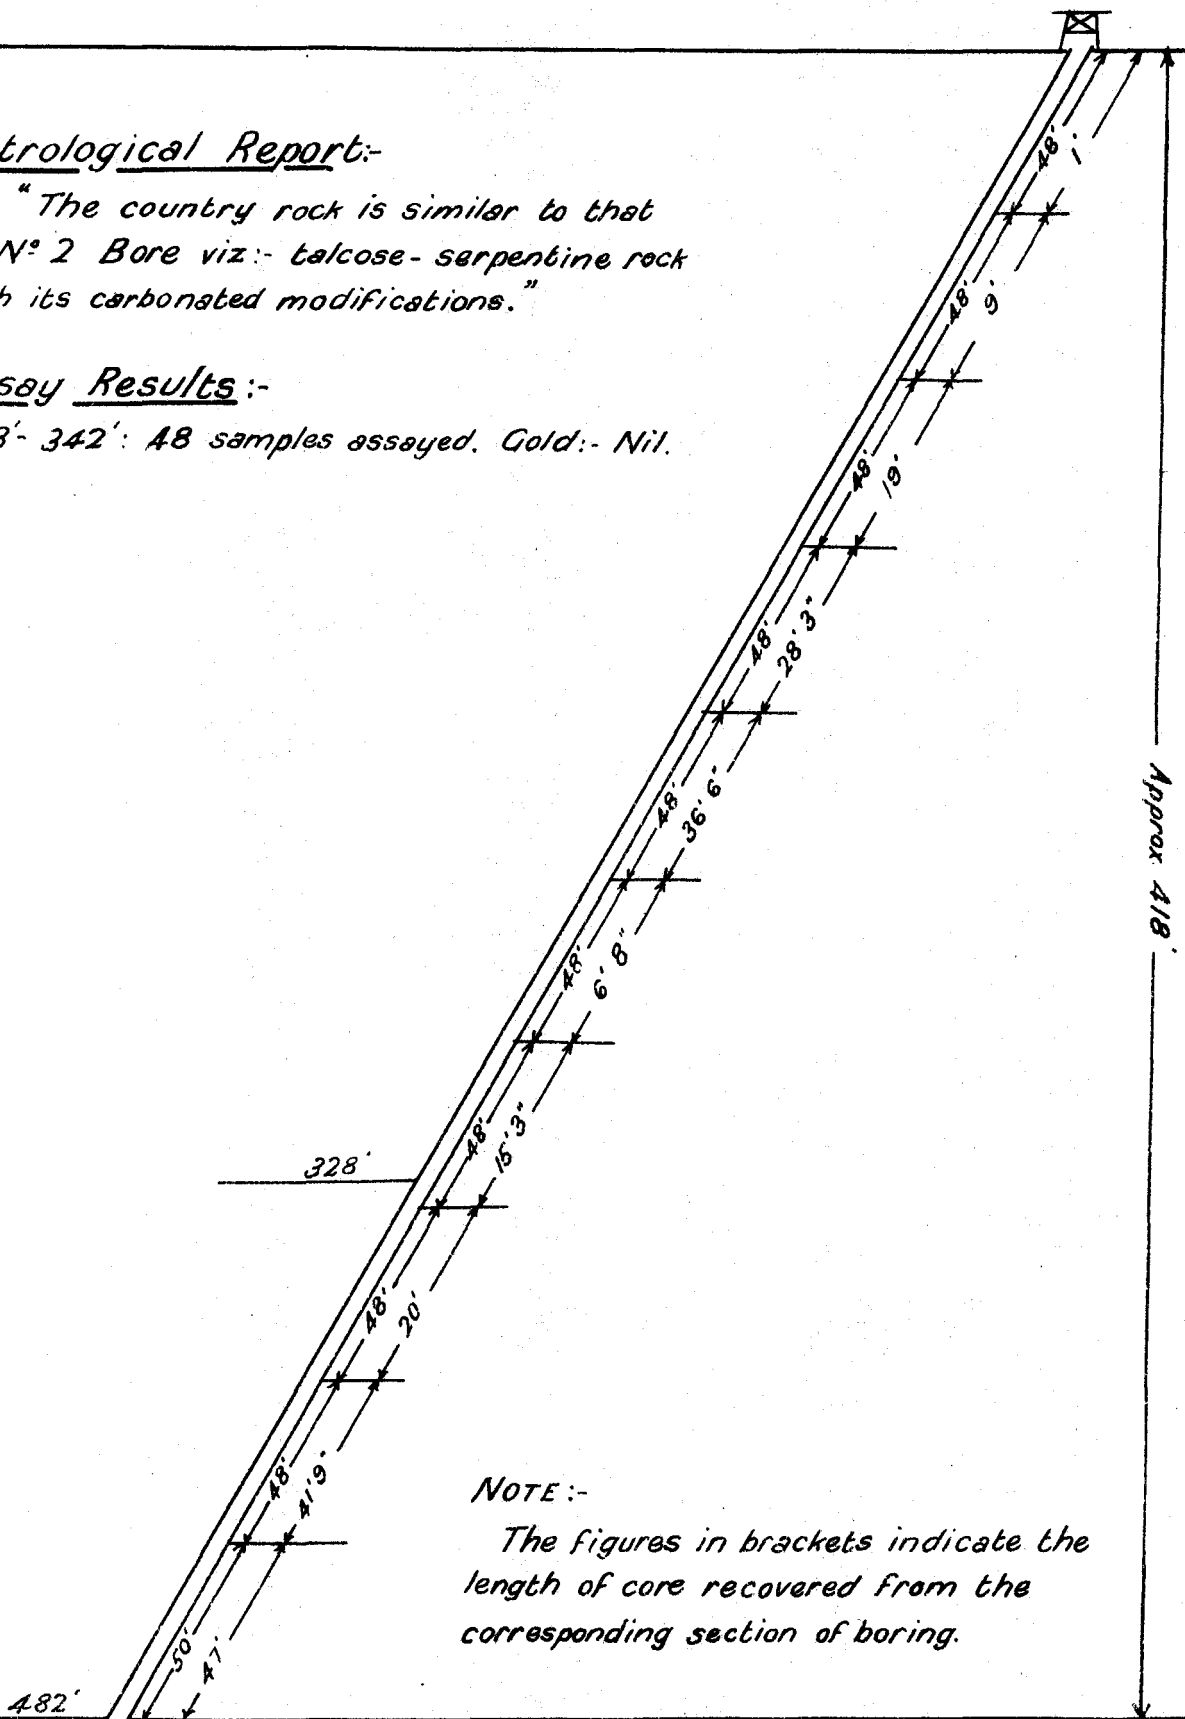 trological Report:-
"The country rock is similar to that
Nº 2 Bore viz:- talcose-serpentine rock
h its carbonated modifications."
say Results:-
8'- 342': 48 samples assayed. Gold:- Nil.
48' 1'
48' 9'
48' 19'
48' 28' 3"
48' 36' 6"
48' 6' 8"
48' 15' 3"
328'
48' 20'
48' 41' 9"
50' 47'
482'
Approx 418'
NOTE:-
The figures in brackets indicate the
length of core recovered from the
corresponding section of boring.